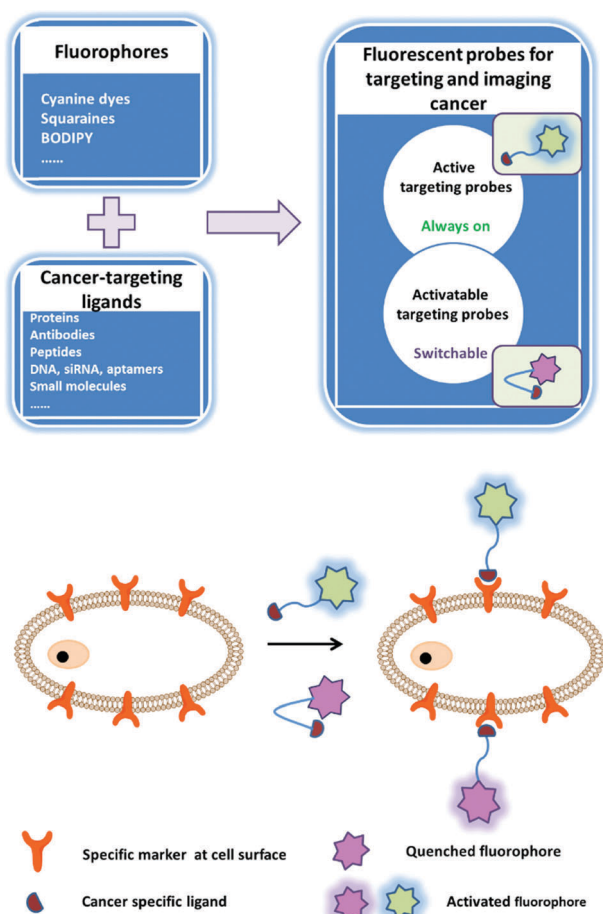 Fluorophores
Cyanine dyes
Squaraines
BODIPY
......
Cancer-targeting
ligands
Proteins
Antibodies
Peptides
DNA, siRNA, aptamers
Small molecules
......
Fluorescent probes for
targeting and imaging
cancer
Active
targeting probes
Always on
Activatable
targeting probes
Switchable
Specific marker at cell surface
Quenched fluorophore
Cancer specific ligand
Activated fluorophore